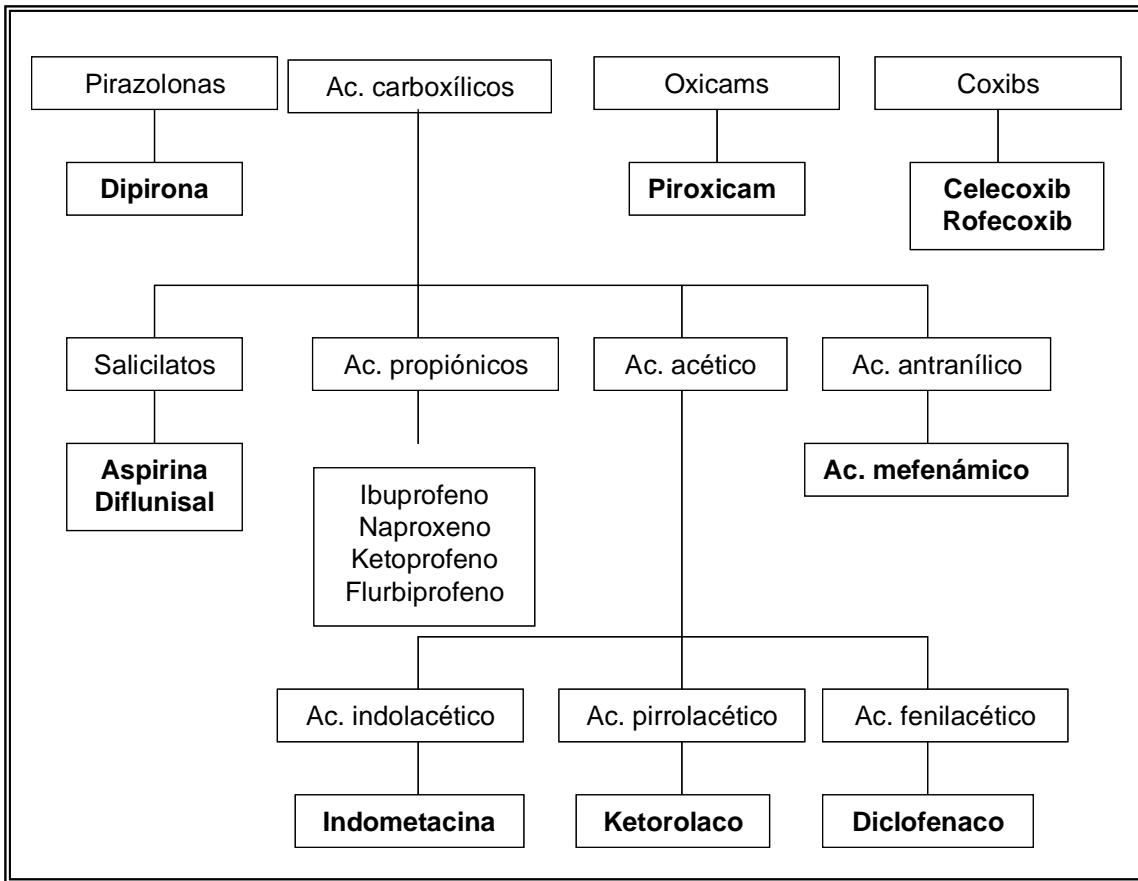 Pirazolonas
Ac. carboxílicos
Oxicams
Coxibs
Dipirona
Piroxicam
Celecoxib
Rofecoxib
Salicilatos
Ac. propiónicos
Ac. acético
Ac. antranílico
Aspirina
Diflunisal
Ibuprofeno
Naproxeno
Ketoprofeno
Flurbiprofeno
Ac. mefenámico
Ac. indolacético
Ac. pirrolacético
Ac. fenilacético
Indometacina
Ketorolaco
Diclofenaco